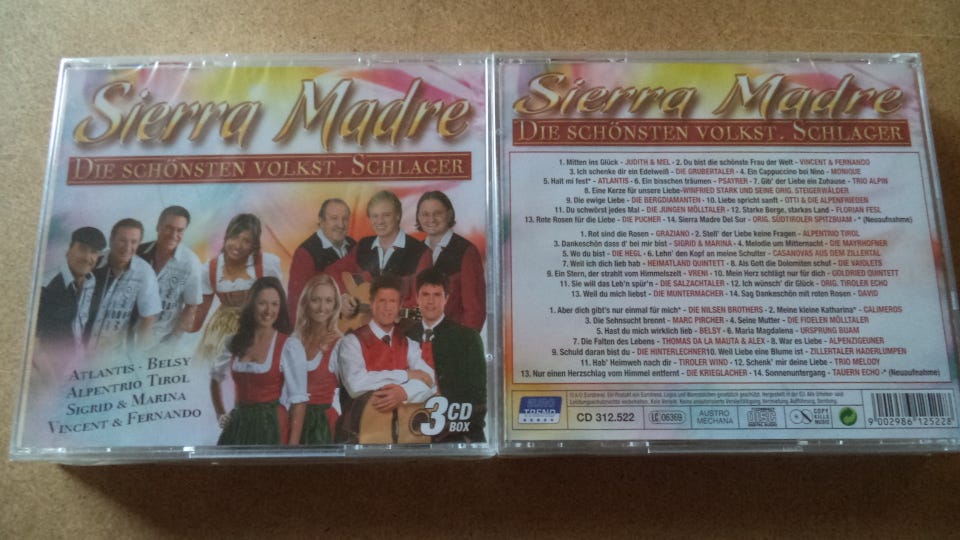 Sierra Madre
DIE SCHÖNSTEN VOLKST. SCHLAGER
ATLANTIS - BELSY
ALPENTRIO TIROL
SIGRID & MARINA
VINCENT & FERNANDO
3 CD
BOX
Sierra Madre
DIE SCHÖNSTEN VOLKST. SCHLAGER
1. Mitten ins Glück - JUDITH & MEL - 2. Du bist die schönste Frau der Welt - VINCENT & FERNANDO
3. Ich schenke dir ein Edelweiß - DIE GRUBERTALER - 4. Ein Cappuccino bei Nino - MONIQUE
5. Halt mi fest* - ATLANTIS - 6. Ein bisschen träumen - PSAYRER - 7. Gib' der Liebe ein Zuhause - TRIO ALPIN
8. Eine Kerze für unsere Liebe-WINFRIED STARK UND SEINE ORIG. STEIGERWÄLDER
9. Die ewige Liebe - DIE BERGDIAMANTEN - 10. Liebe spricht sanft - OTTI & DIE ALPENFRIEDEN
11. Du schwörst jedes Mal - DIE JUNGEN MÖLLTALER - 12. Starke Berge, starkes Land - FLORIAN FESL
13. Rote Rosen für die Liebe - DIE PUCHER - 14. Sierra Madre Del Sur - ORIG. SÜDTIROLER SPITZBUAM - * (Neuaufnahme)
1. Rot sind die Rosen - GRAZIANO - 2. Stell' der Liebe keine Fragen - ALPENTRIO TIROL
3. Dankeschön dass d' bei mir bist - SIGRID & MARINA - 4. Melodie um Mitternacht - DIE MAYRHOFNER
5. Wo du bist - DIE HEGL - 6. Lehn' den Kopf an meine Schulter - CASANOVAS AUS DEM ZILLERTAL
7. Weil ich dich lieb hab - HEIMATLAND QUINTETT - 8. Als Gott die Dolomiten schuf - DIE VAIOLETS
9. Ein Stern, der strahlt vom Himmelszelt - VRENI - 10. Mein Herz schlägt nur für dich - GOLDRIED QUINTETT
11. Sie will das Leb'n spür'n - DIE SALZACHTALER - 12. Ich wünsch' dir Glück - ORIG. TIROLER ECHO
13. Weil du mich liebst - DIE MUNTERMACHER - 14. Sag Dankeschön mit roten Rosen - DAVID
1. Aber dich gibt's nur einmal für mich* - DIE NILSEN BROTHERS - 2. Meine kleine Katharina* - CALIMEROS
3. Die Sehnsucht brennt - MARC PIRCHER - 4. Seine Mutter - DIE FIDELEN MÖLLTALER
5. Hast du mich wirklich lieb - BELSY - 6. Maria Magdalena - URSPRUNG BUAM
7. Die Falten des Lebens - THOMAS DA LA MAUTA & ALEX - 8. War es Liebe - ALPENZIGEUNER
9. Schuld daran bist du - DIE HINTERLECHNER10. Weil Liebe eine Blume ist - ZILLERTALER HADERLUMPEN
11. Hab' Heimweh nach dir - TIROLER WIND - 12. Schenk' mir deine Liebe - TRIO MELODY
13. Nur einen Herzschlag vom Himmel entfernt - DIE KRIEGLACHER - 14. Sonnenuntergang - TAUERN ECHO -* (Neuaufnahme)
EURO
TREND
CD 312.522
LC 06369
AUSTRO
MECHANA
COMPACT
DISC
DIGITAL AUDIO
COPY
KILLS
MUSIC
9 002986 125228